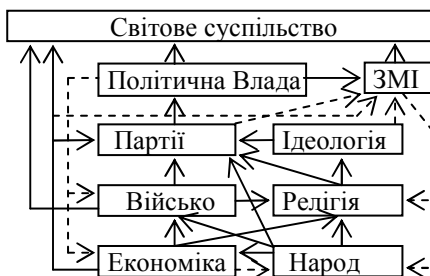 Світове суспільство
Політична Влада ЗМІ
Партії Ідеологія
Військо Релігія
Економіка Народ